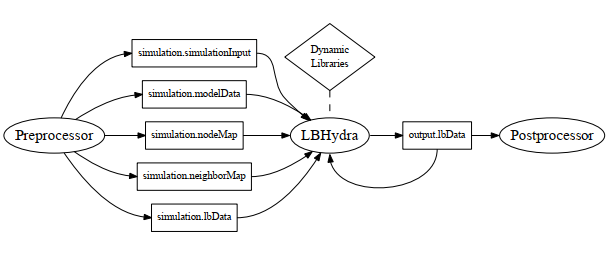 simulation.simulationInput
Dynamic
Libraries
simulation.modelData
Preprocessor
simulation.nodeMap
LBHydra
output.lbData
Postprocessor
simulation.neighborMap
simulation.lbData